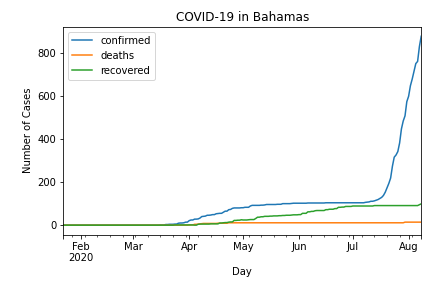 COVID-19 in Bahamas
confirmed
deaths
recovered
Number of Cases
800
600
400
200
0
Feb Mar Apr May Jun Jul Aug
2020
Day